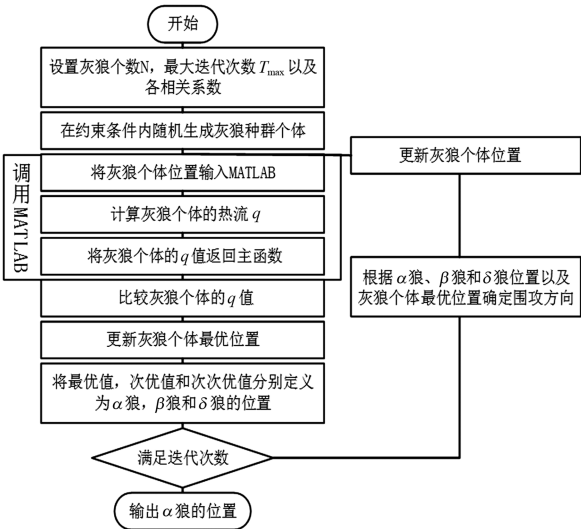 开始
设置灰狼个数N，最大迭代次数 Tmax 以及
各相关系数
在约束条件内随机生成灰狼种群个体
调用MATLAB
将灰狼个体位置输入MATLAB
计算灰狼个体的热流 q
将灰狼个体的q值返回主函数
比较灰狼个体的q值
更新灰狼个体最优位置
将最优值，次优值和次次优值分别定义
为α狼，β狼和δ狼的位置
满足迭代次数
输出α狼的位置
更新灰狼个体位置
根据α狼、β狼和δ狼位置以及
灰狼个体最优位置确定围攻方向